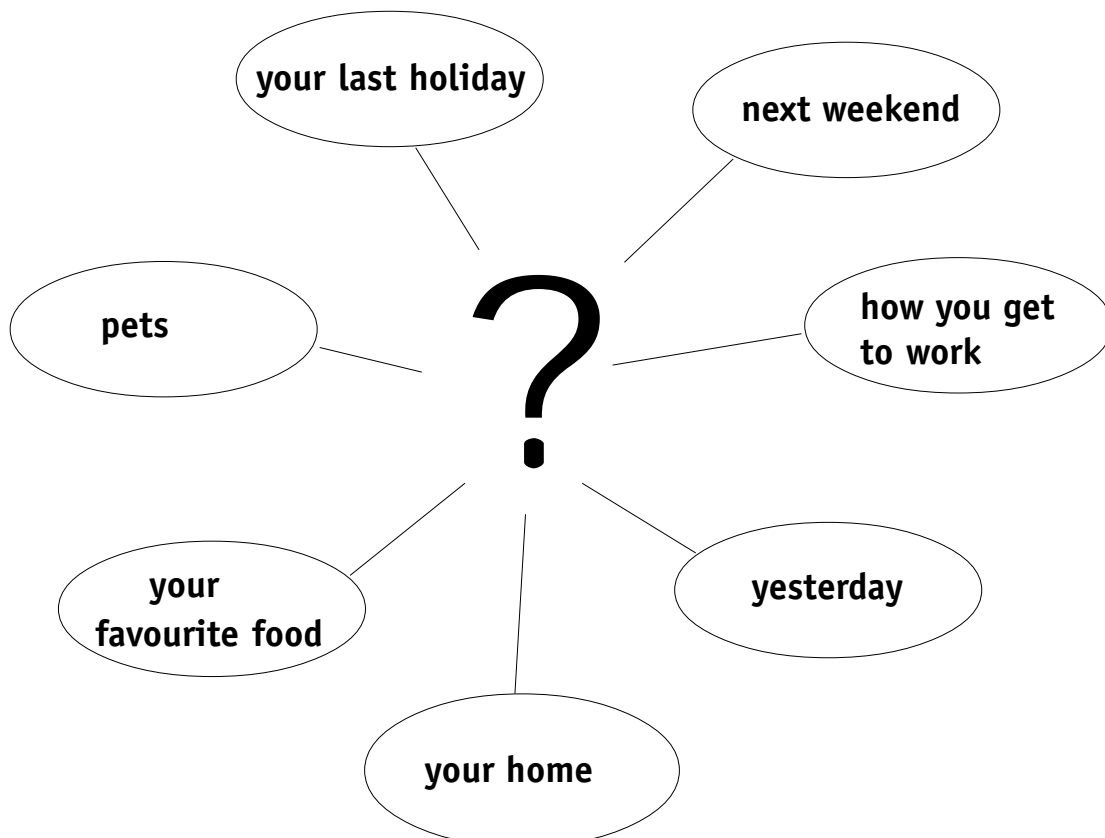 your last holiday
next weekend
pets
how you get
to work
?
your
favourite food
yesterday
your home